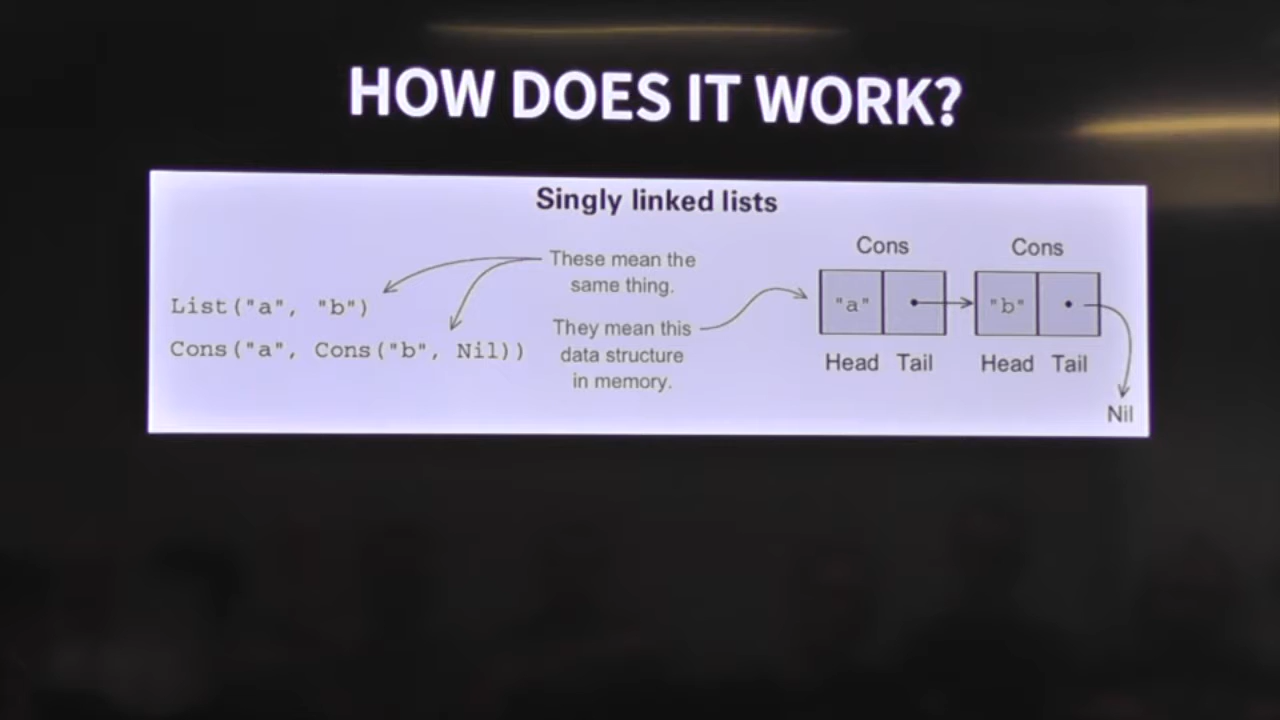 HOW DOES IT WORK?
Singly linked lists
List("a", "b")
Cons("a", Cons("b", Nil))
These mean the
same thing.
They mean this
data structure
in memory.
Cons
Cons
"a"
"b"
Head Tail
Head Tail
Nil